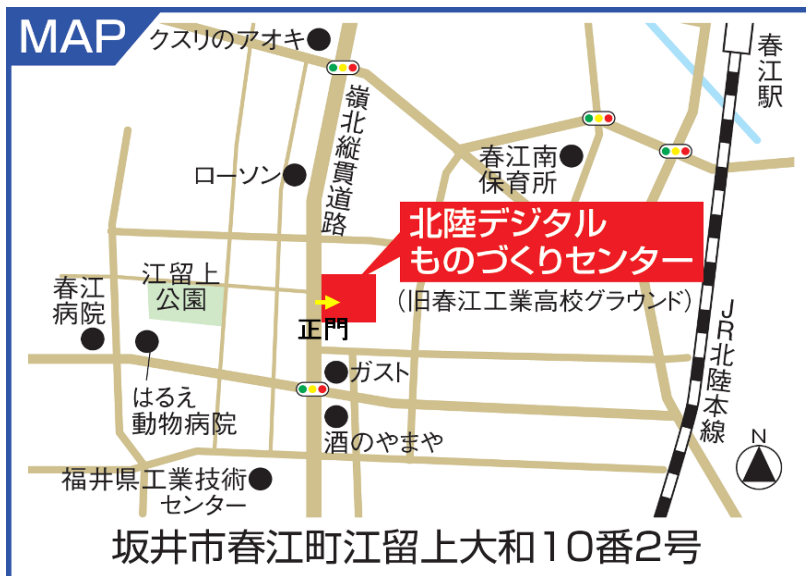 MAP
クスリのアオキ
嶺北縦貫道路
春江駅
ローソン
春江南
保育所
北陸デジタル
ものづくりセンター
(旧春江工業高校グラウンド)
江留上
公園
春江
病院
正門
ガスト
はるえ
動物病院
酒のやまや
JR北陸本線
N
福井県工業技術
センター
坂井市春江町江留上大和10番2号